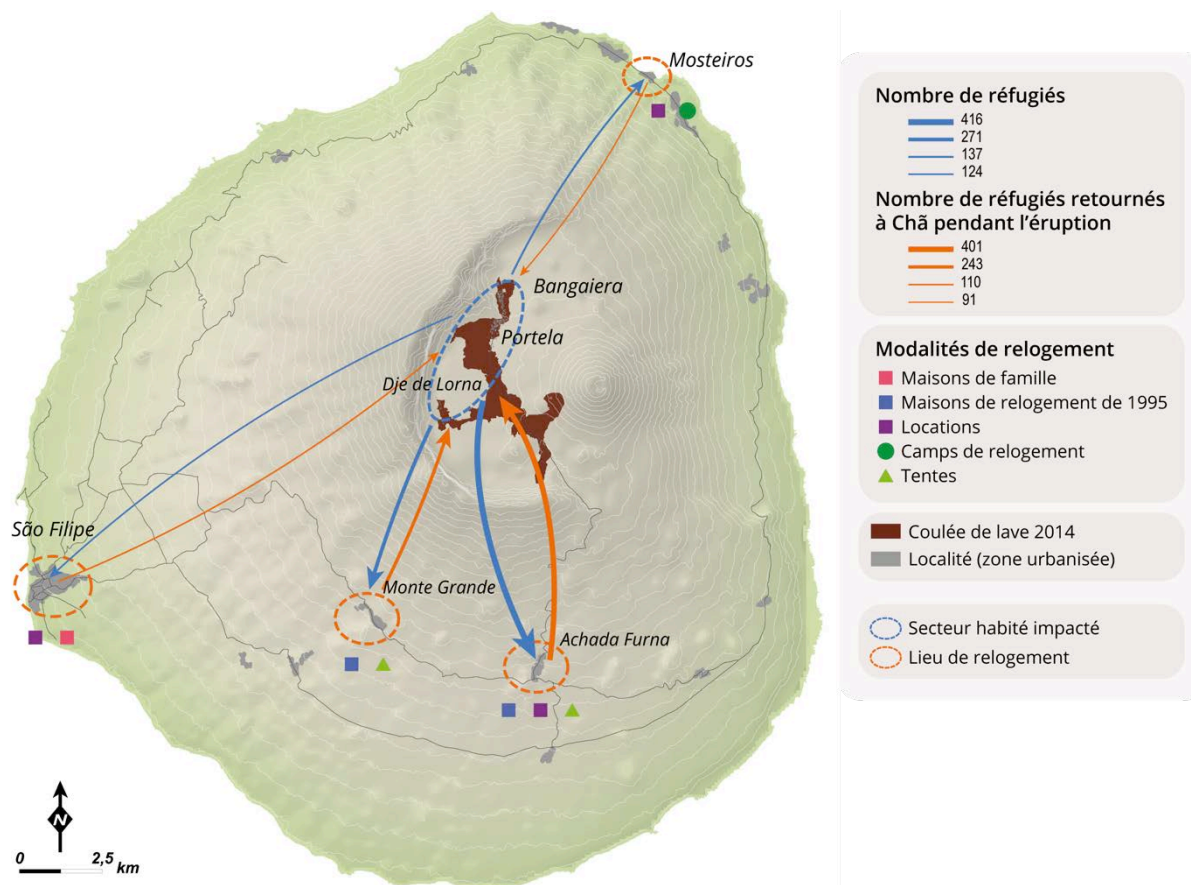 Mosteiros
Bangaiera
Portela
Dje de Lorna
São Filipe
Monte Grande
Achada Furna
N
0 2,5 km
Nombre de réfugiés
416
271
137
124
Nombre de réfugiés retournés
à Chã pendant l’éruption
401
243
110
91
Modalités de relogement
Maisons de famille
Maisons de relogement de 1995
Locations
Camps de relogement
Tentes
Coulée de lave 2014
Localité (zone urbanisée)
Secteur habité impacté
Lieu de relogement